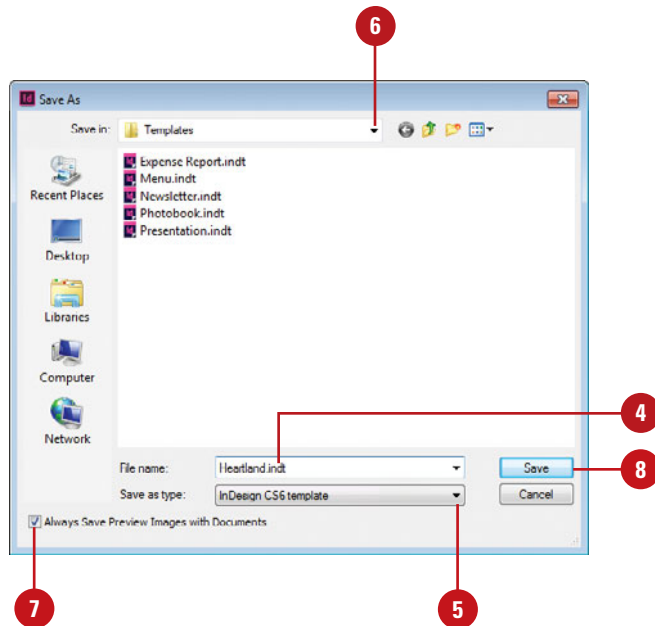 6
Id Save As
Save in: Templates
Expense Report.indt
Menu.indt
Newsletter.indt
Photobook.indt
Presentation.indt
Recent Places
Desktop
Libraries
Computer
Network
4
File name: Heartland.indt Save
8
Save as type: InDesign CS6 template Cancel
Always Save Preview Images with Documents
7
5